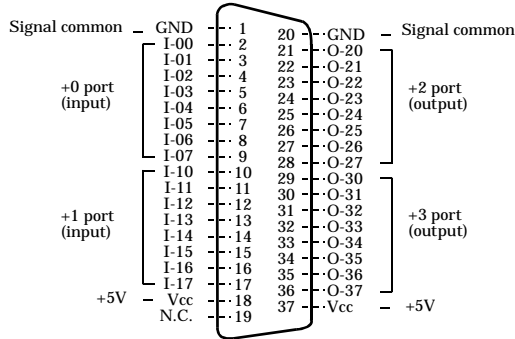 Signal common – GND 1 20 GND – Signal common
I-00 2 21 O-20
I-01 3 22 O-21
I-02 4 23 O-22
I-03 5 24 O-23
I-04 6 25 O-24
I-05 7 26 O-25
I-06 8 27 O-26
I-07 9 28 O-27
I-10 10 29 O-30
I-11 11 30 O-31
I-12 12 31 O-32
I-13 13 32 O-33
I-14 14 33 O-34
I-15 15 34 O-35
I-16 16 35 O-36
I-17 17 36 O-37
+5V – Vcc 18 37 Vcc – +5V
N.C. 19
+0 port
(input)
+1 port
(input)
+2 port
(output)
+3 port
(output)